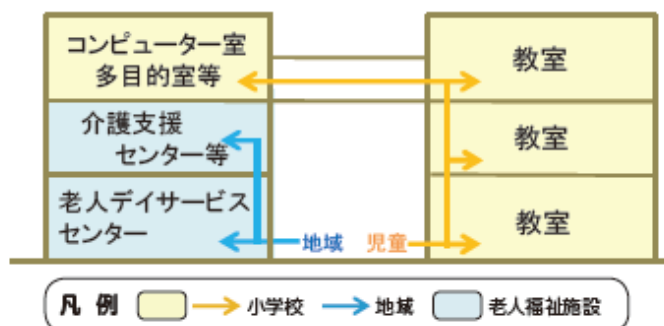 コンピューター室
多目的室等
介護支援
センター等
老人デイサービス
センター
教室
教室
教室
地域
児童
凡例
小学校
地域
老人福祉施設